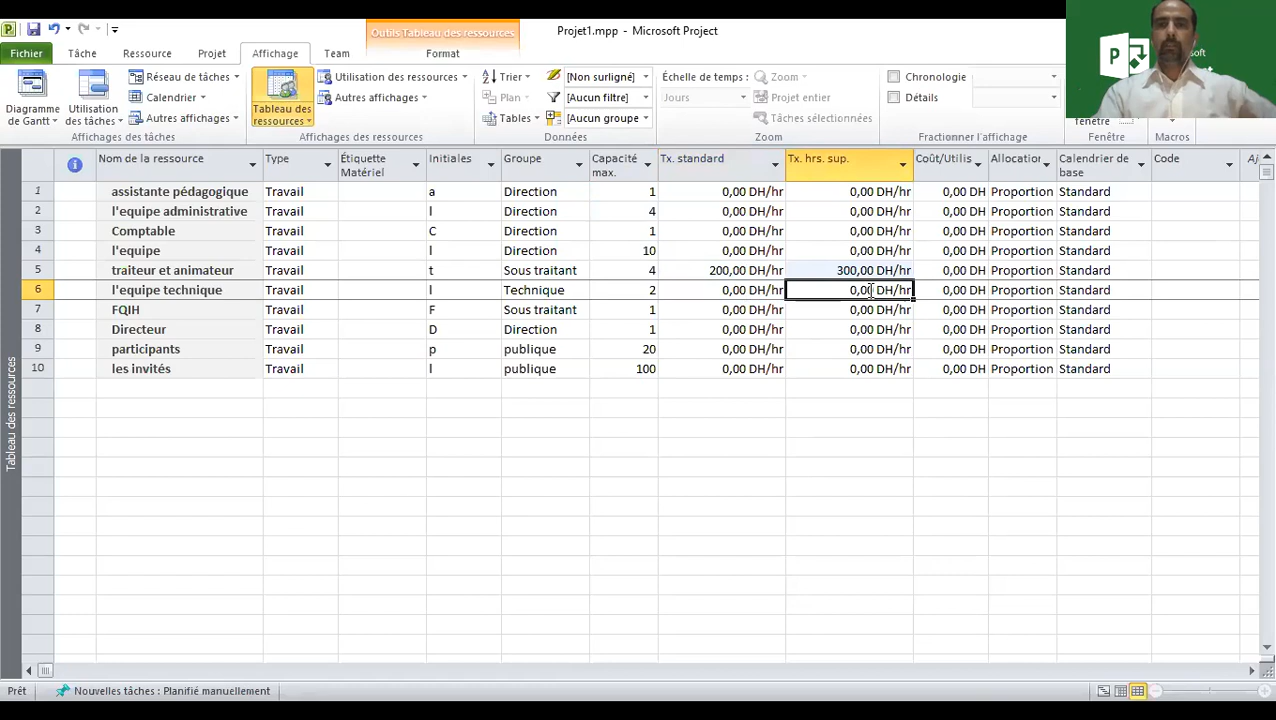 Outils Tableau des ressources
Projet1.mpp - Microsoft Project
Fichier Tâche Ressource Projet Affichage Team Format
Diagramme de Gantt
Utilisation des tâches
Réseau de tâches
Calendrier
Autres affichages
Affichages des tâches
Tableau des ressources
Utilisation des ressources
Autres affichages
Affichages des ressources
Trier
Plan
Tables
[Non surligné]
[Aucun filtre]
[Aucun groupe
Données
Échelle de temps :
Jours
Zoom
Projet entier
Tâches sélectionnées
Zoom
Chronologie
Détails
Fractionner l'affichage
Fenêtre
Macros
Nom de la ressource Type Étiquette Matériel Initiales Groupe Capacité max. Tx. standard Tx. hrs. sup. Coût/Utilis Allocation Calendrier de base Code Aj
1 assistante pédagogique Travail a Direction 1 0,00 DH/hr 0,00 DH/hr 0,00 DH Proportion Standard
2 l'equipe administrative Travail l Direction 4 0,00 DH/hr 0,00 DH/hr 0,00 DH Proportion Standard
3 Comptable Travail C Direction 1 0,00 DH/hr 0,00 DH/hr 0,00 DH Proportion Standard
4 l'equipe Travail l Direction 10 0,00 DH/hr 0,00 DH/hr 0,00 DH Proportion Standard
5 traiteur et animateur Travail t Sous traitant 4 200,00 DH/hr 300,00 DH/hr 0,00 DH Proportion Standard
6 l'equipe technique Travail l Technique 2 0,00 DH/hr 0,00 DH/hr 0,00 DH Proportion Standard
7 FQIH Travail F Sous traitant 1 0,00 DH/hr 0,00 DH/hr 0,00 DH Proportion Standard
8 Directeur Travail D Direction 1 0,00 DH/hr 0,00 DH/hr 0,00 DH Proportion Standard
9 participants Travail p publique 20 0,00 DH/hr 0,00 DH/hr 0,00 DH Proportion Standard
10 les invités Travail l publique 100 0,00 DH/hr 0,00 DH/hr 0,00 DH Proportion Standard
Tableau des ressources
Prêt Nouvelles tâches : Planifié manuellement